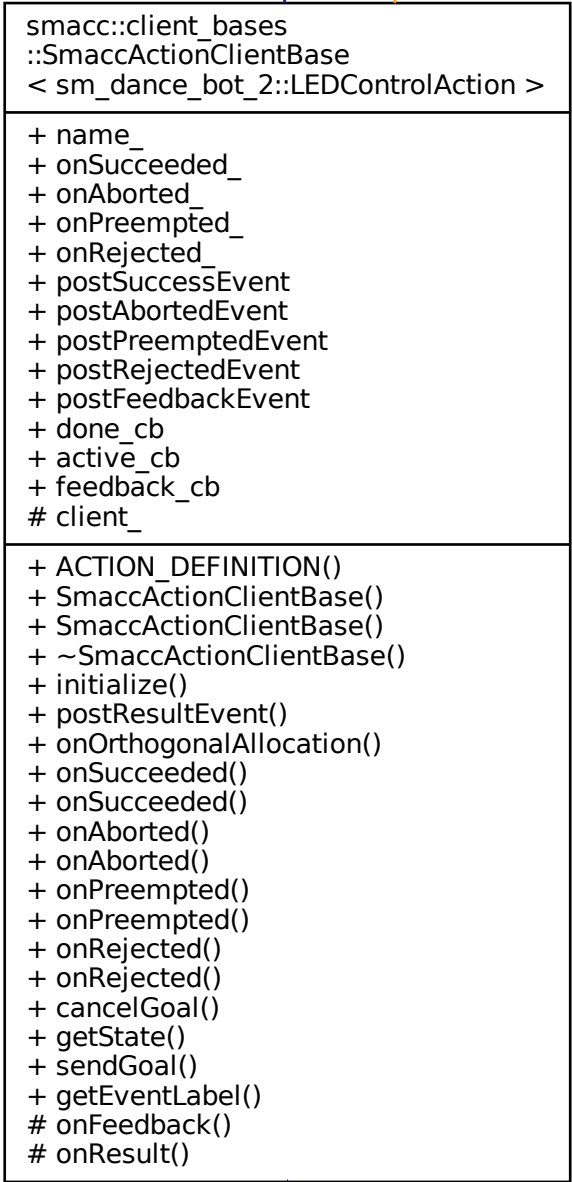 smacc::client_bases
::SmaccActionClientBase
< sm_dance_bot_2::LEDControlAction >
+ name_
+ onSucceeded_
+ onAborted_
+ onPreempted_
+ onRejected_
+ postSuccessEvent
+ postAbortedEvent
+ postPreemptedEvent
+ postRejectedEvent
+ postFeedbackEvent
+ done_cb
+ active_cb
+ feedback_cb
# client_
+ ACTION_DEFINITION()
+ SmaccActionClientBase()
+ SmaccActionClientBase()
+ ~SmaccActionClientBase()
+ initialize()
+ postResultEvent()
+ onOrthogonalAllocation()
+ onSucceeded()
+ onSucceeded()
+ onAborted()
+ onAborted()
+ onPreempted()
+ onPreempted()
+ onRejected()
+ onRejected()
+ cancelGoal()
+ getState()
+ sendGoal()
+ getEventLabel()
# onFeedback()
# onResult()